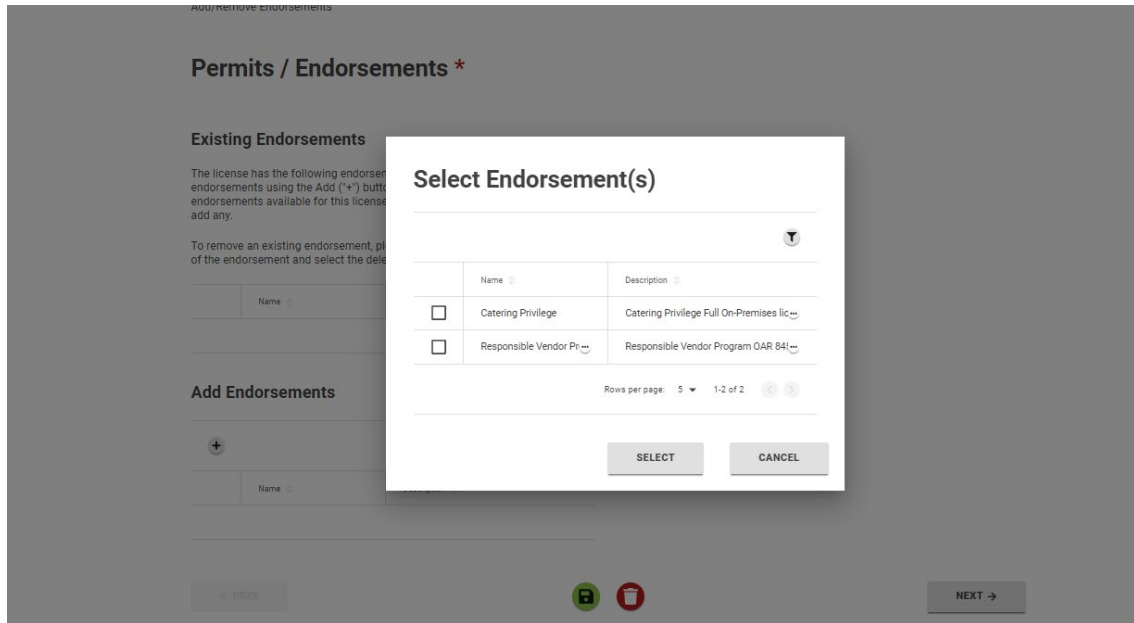 Add/Remove Endorsements
Permits / Endorsements *
Existing Endorsements
The license has the following endorsen
endorsements using the Add ("+") butto
endorsements available for this license
add any.
To remove an existing endorsement, pl
of the endorsement and select the dele
Name
Add Endorsements
Name
Select Endorsement(s)
Name Description
Catering Privilege Catering Privilege Full On-Premises lic...
Responsible Vendor Pr... Responsible Vendor Program OAR 845...
Rows per page: 5 1-2 of 2
SELECT CANCEL
← PREV NEXT →